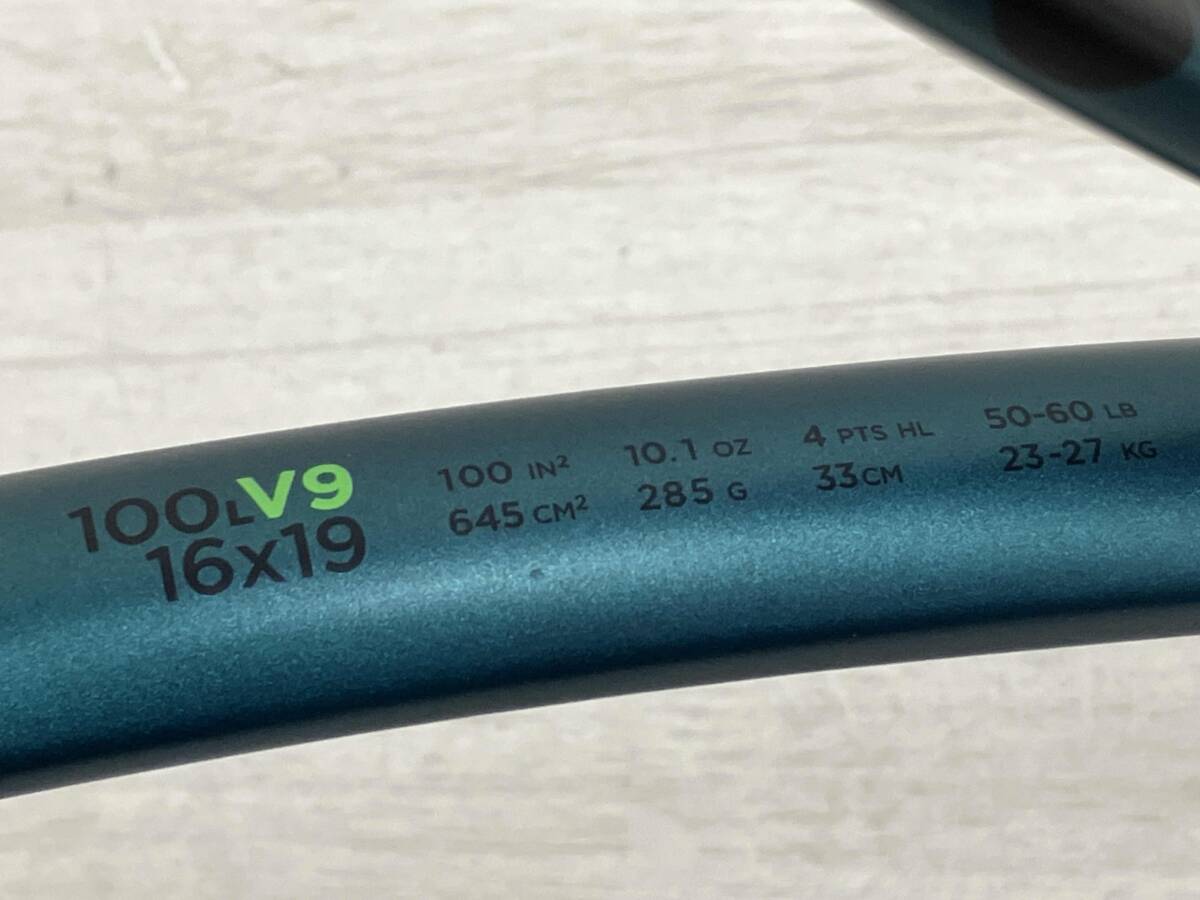 100L V9
16x19
100 IN²
645 CM²
10.1 OZ
285 G
4 PTS HL
33CM
50-60 LB
23-27 KG